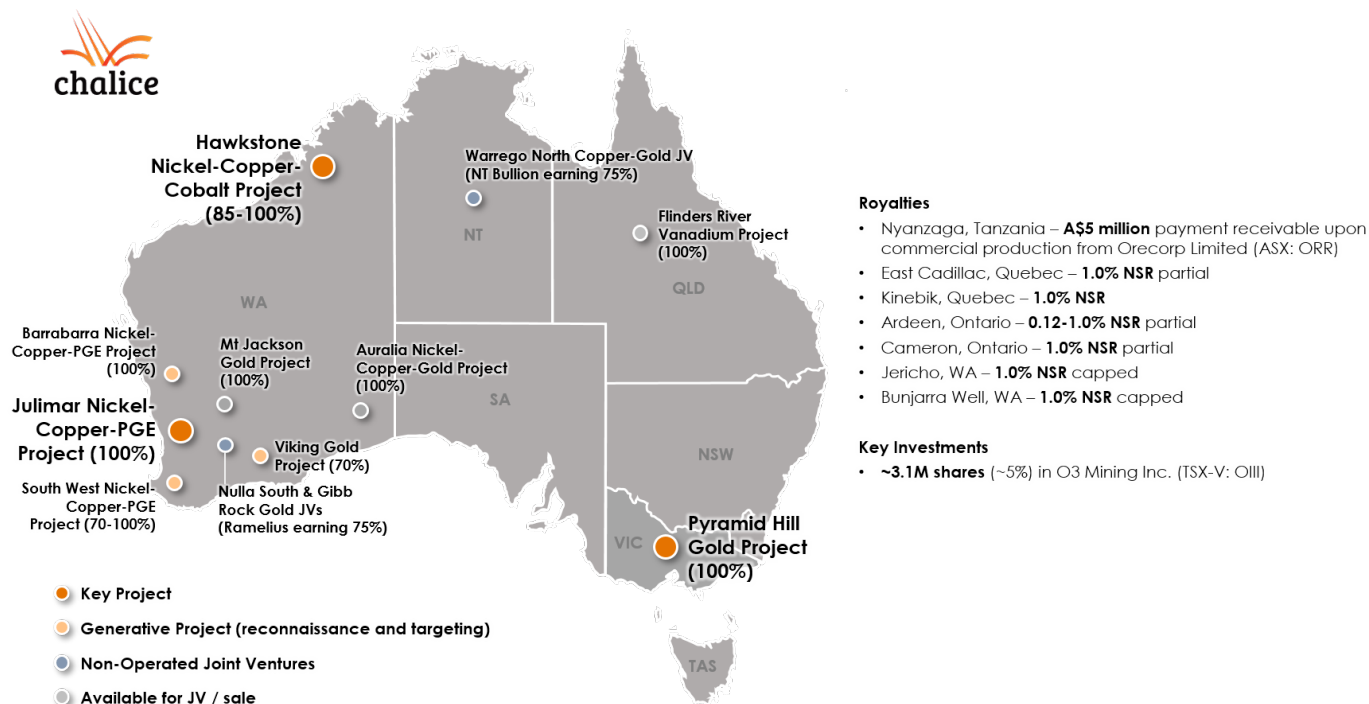 chalice
Hawkstone
Nickel-Copper-
Cobalt Project
(85-100%)
Warrego North Copper-Gold JV
(NT Bullion earning 75%)
NT
Flinders River
Vanadium Project
(100%)
QLD
WA
Barrabarra Nickel-
Copper-PGE Project
(100%)
Mt Jackson
Gold Project
(100%)
Auralia Nickel-
Copper-Gold Project
(100%)
SA
Julimar Nickel-
Copper-PGE
Project (100%)
Viking Gold
Project (70%)
NSW
South West Nickel-
Copper-PGE
Project (70-100%)
Nulla South & Gibb
Rock Gold JVs
(Ramelius earning 75%)
VIC
Pyramid Hill
Gold Project
(100%)
TAS
Key Project
Generative Project (reconnaissance and targeting)
Non-Operated Joint Ventures
Available for JV / sale
Royalties
• Nyanzaga, Tanzania – A$5 million payment receivable upon
commercial production from Orecorp Limited (ASX: ORR)
• East Cadillac, Quebec – 1.0% NSR partial
• Kinebik, Quebec – 1.0% NSR
• Ardeen, Ontario – 0.12-1.0% NSR partial
• Cameron, Ontario – 1.0% NSR partial
• Jericho, WA – 1.0% NSR capped
• Bunjarra Well, WA – 1.0% NSR capped
Key Investments
• ~3.1M shares (~5%) in O3 Mining Inc. (TSX-V: OIII)